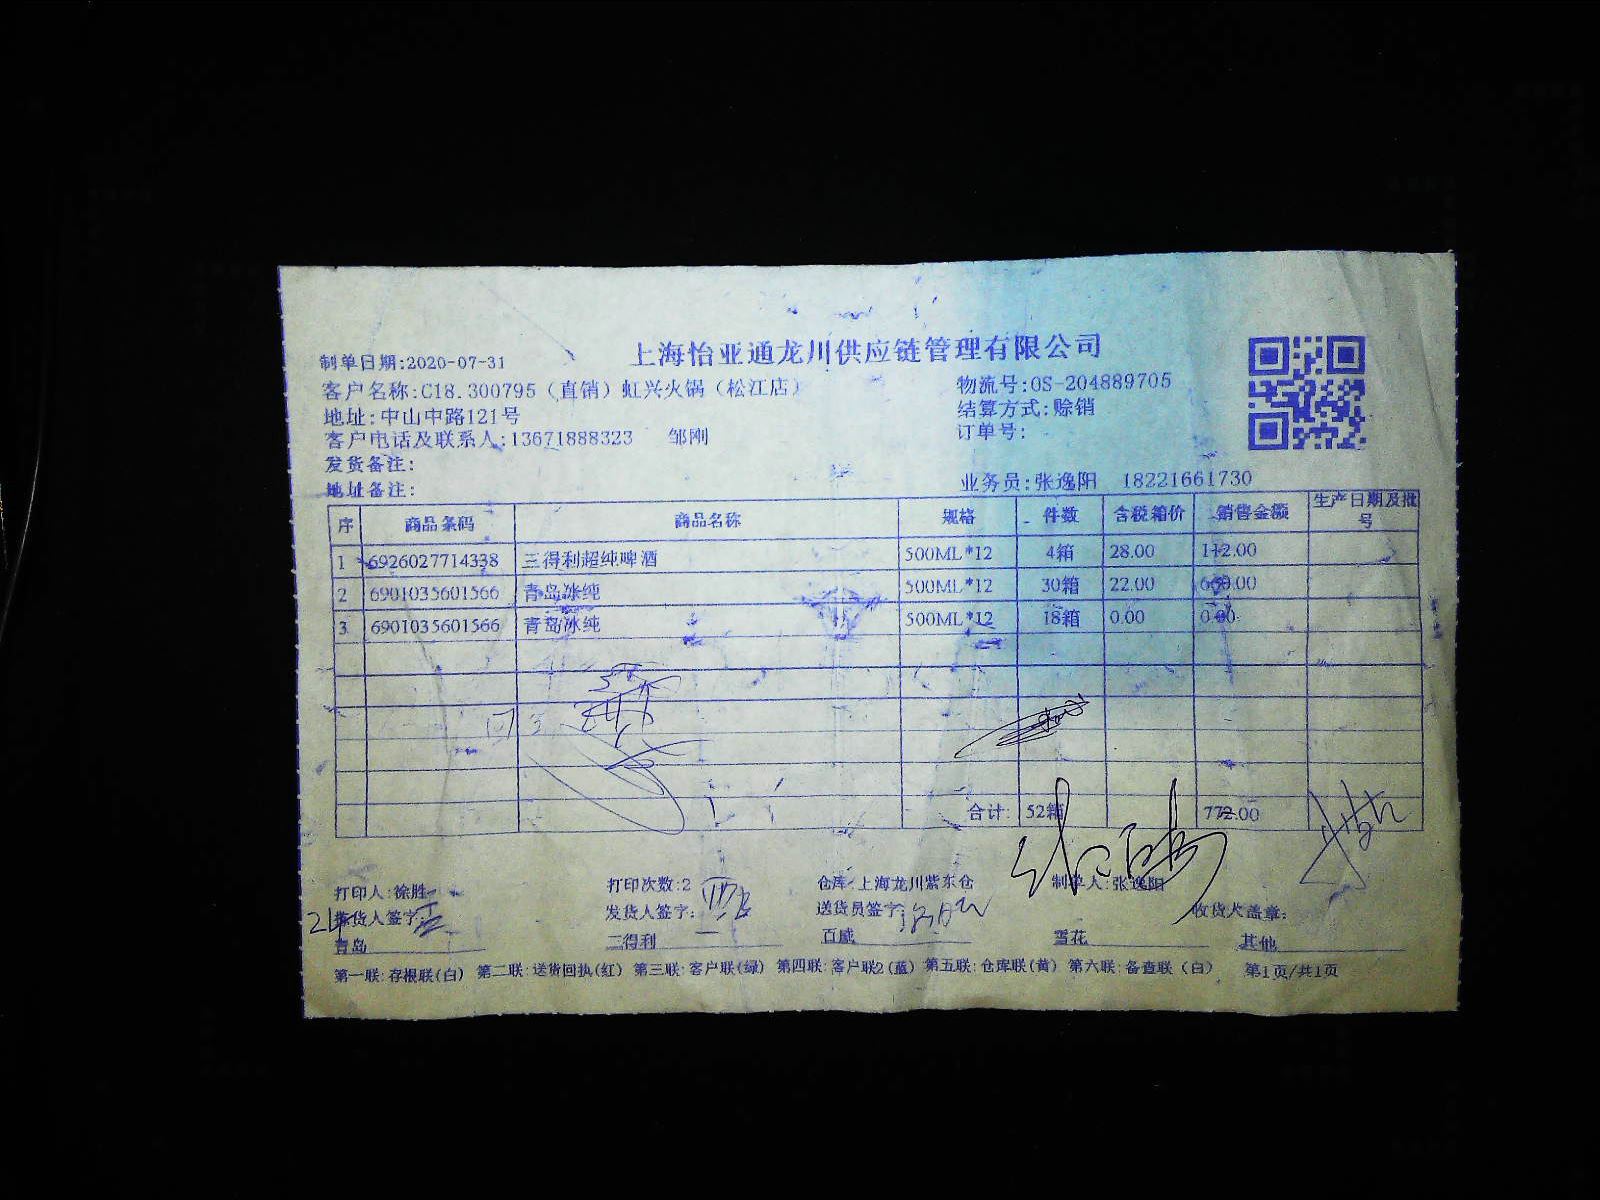 上海怡亚通龙川供应链管理有限公司
制单日期:2020-07-31
客户名称:C18.300795（直销）虹兴火锅（松江店） 物流号:OS-204889705
地址:中山中路121号 结算方式:赊销
客户电话及联系人:13671888323 邹刚 订单号:
发货备注:
地址备注: 业务员:张逸阳 18221661730
序 商品条码 商品名称 规格 件数 含税箱价 销售金额 生产日期及批号
1 6926027714338 三得利超纯啤酒 500ML*12 4箱 28.00 112.00
2 6901035601566 青岛冰纯 500ML*12 30箱 22.00 660.00
3 6901035601566 青岛冰纯 500ML*12 18箱 0.00 0.00
合计: 52箱 772.00
打印人:徐胜 打印次数:2 仓库:上海龙川紫东仓 制单人:张逸阳
拣货人签字: 发货人签字: 送货员签字: 收货人盖章:
青岛 三得利 百威 雪花 其他
第一联:存根联(白) 第二联:送货回执(红) 第三联:客户联(绿) 第四联:客户联2(蓝) 第五联:仓库联(黄) 第六联:备查联（白） 第1页/共1页